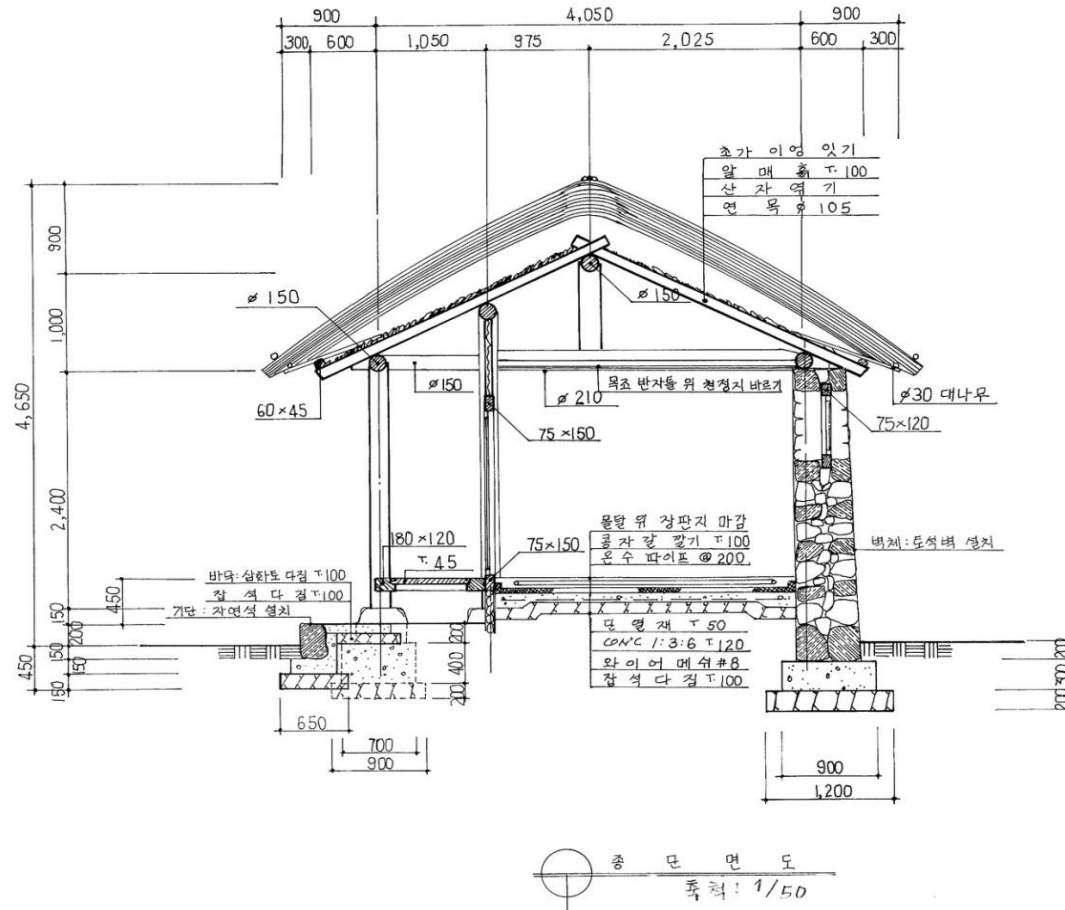 900 4,050 900
300 600 1,050 975 2,025 600 300
초가 이엉 잇기
알 매 흙 T.100
산 자 엮 기
연 목 ø 105
900
1,000
2,400
150
200
4,650
450
150
150
150
450
ø 150
ø150
ø150
목조 반자틀 위 천정지 바르기
ø 210
ø30 대나무
60×45
75×150
75×120
몰탈 위 장판지 마감
콩 자 갈 깔기 T.100
온 수 파이프 @ 200
180×120
T. 45
75×150
벽체:토석벽 설치
바닥:삼화토 다짐 T.100
잡 석 다 짐 T.100
기단 : 자연석 설치
단 열 재 T 50
CON'C 1:3:6 T.120
와 이 어 메 쉬 #8
잡 석 다 짐 T.100
200
400
200
200
400
200
650
700
900
900
1,200
종 단 면 도
축척: 1/50